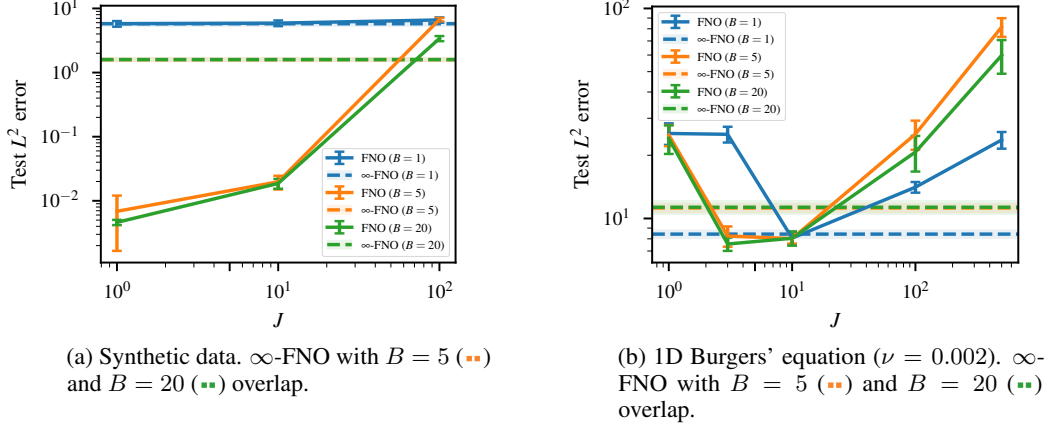 10^1
10^0
10^−1
10^−2
Test L^2 error
FNO (B = 1)
∞-FNO (B = 1)
FNO (B = 5)
∞-FNO (B = 5)
FNO (B = 20)
∞-FNO (B = 20)
10^0
10^1
10^2
J
(a) Synthetic data. ∞-FNO with B = 5 (▪▪)
and B = 20 (▪▪) overlap.
10^2
10^1
Test L^2 error
FNO (B = 1)
∞-FNO (B = 1)
FNO (B = 5)
∞-FNO (B = 5)
FNO (B = 20)
∞-FNO (B = 20)
10^0
10^1
10^2
J
(b) 1D Burgers' equation (ν = 0.002). ∞-
FNO with B = 5 (▪▪) and B = 20 (▪▪)
overlap.